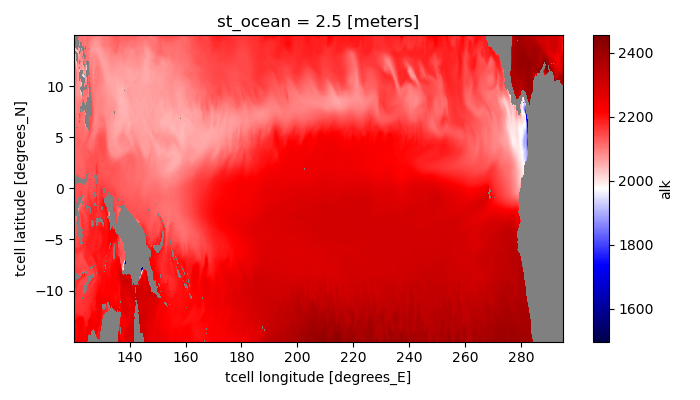 st_ocean = 2.5 [meters]
10
5
0
−5
−10
tcell latitude [degrees_N]
140 160 180 200 220 240 260 280
tcell longitude [degrees_E]
2400
2200
2000
1800
1600
alk